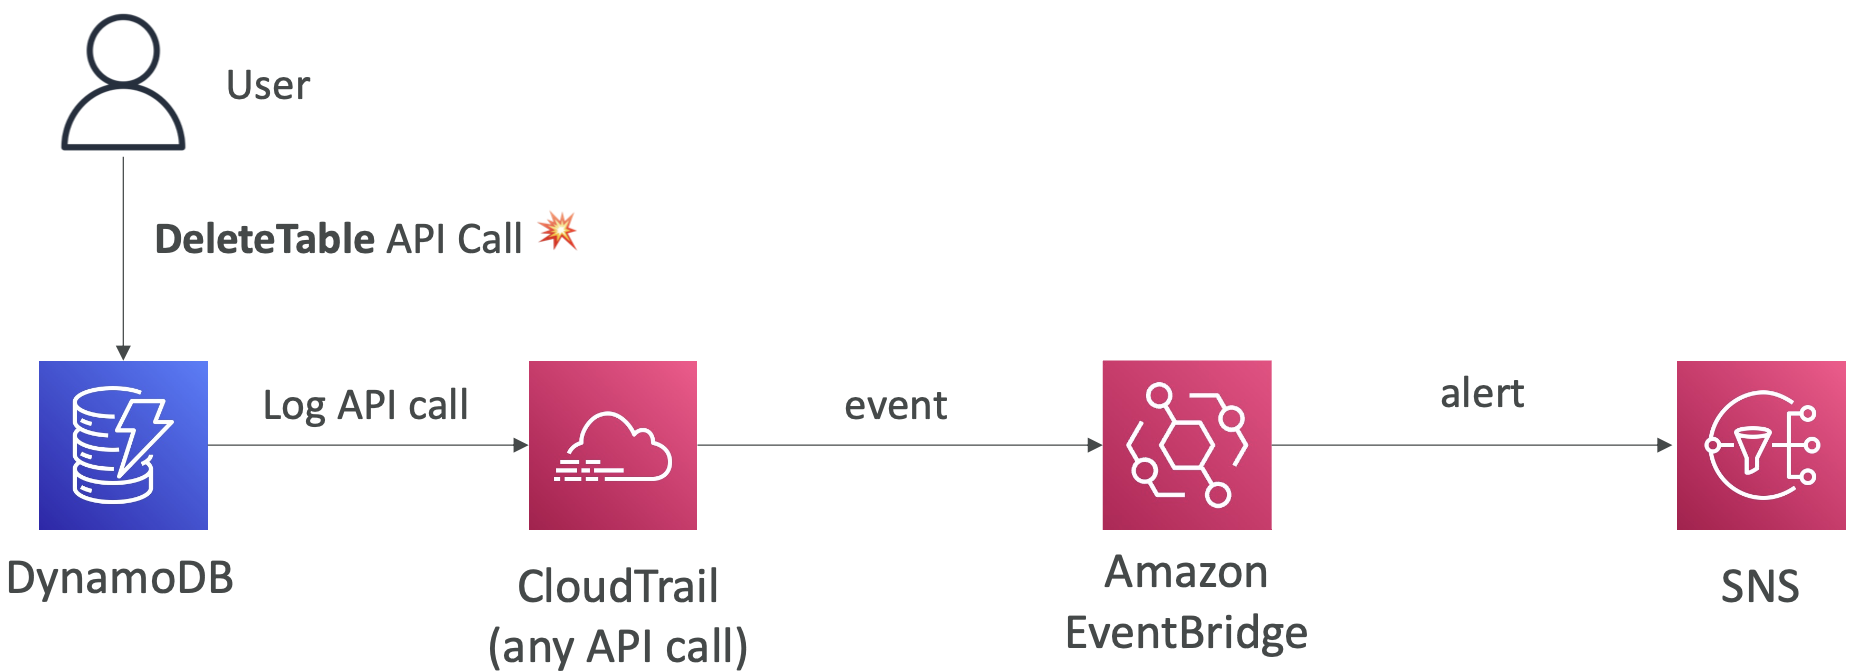 User
DeleteTable API Call
Log API call
event
alert
DynamoDB
CloudTrail
(any API call)
Amazon
EventBridge
SNS